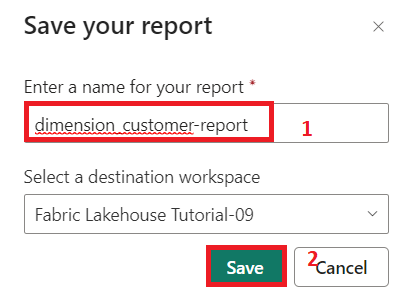 Save your report
Enter a name for your report *
dimension_customer-report
1
Select a destination workspace
Fabric Lakehouse Tutorial-09
Save
2
Cancel